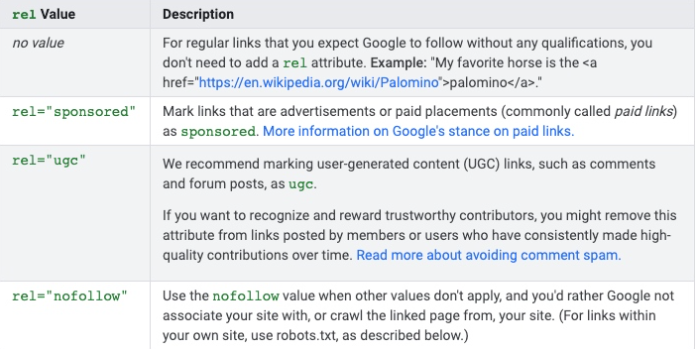 rel Value Description
no value
For regular links that you expect Google to follow without any qualifications, you
don't need to add a rel attribute. Example: "My favorite horse is the <a
href="https://en.wikipedia.org/wiki/Palomino">palomino</a>."
rel="sponsored"
Mark links that are advertisements or paid placements (commonly called paid links)
as sponsored. More information on Google's stance on paid links.
rel="ugc"
We recommend marking user-generated content (UGC) links, such as comments
and forum posts, as ugc.
If you want to recognize and reward trustworthy contributors, you might remove this
attribute from links posted by members or users who have consistently made high-
quality contributions over time. Read more about avoiding comment spam.
rel="nofollow"
Use the nofollow value when other values don't apply, and you'd rather Google not
associate your site with, or crawl the linked page from, your site. (For links within
your own site, use robots.txt, as described below.)